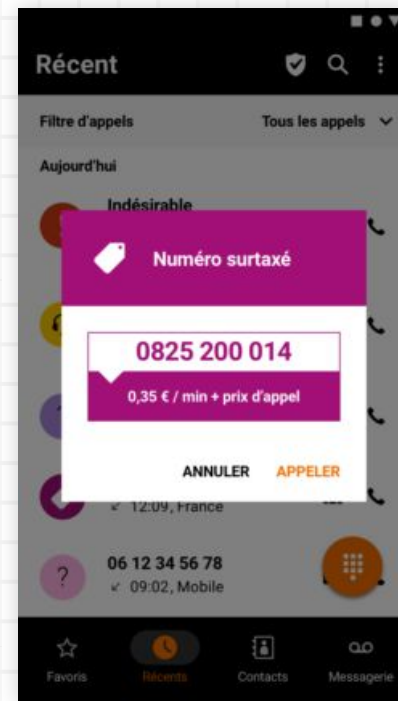 Récent
Filtre d'appels Tous les appels
Aujourd'hui
Indésirable
Numéro surtaxé
0825 200 014
0,35 € / min + prix d'appel
ANNULER APPELER
12:09, France
?
06 12 34 56 78
09:02, Mobile
Favoris Récents Contacts Messagerie